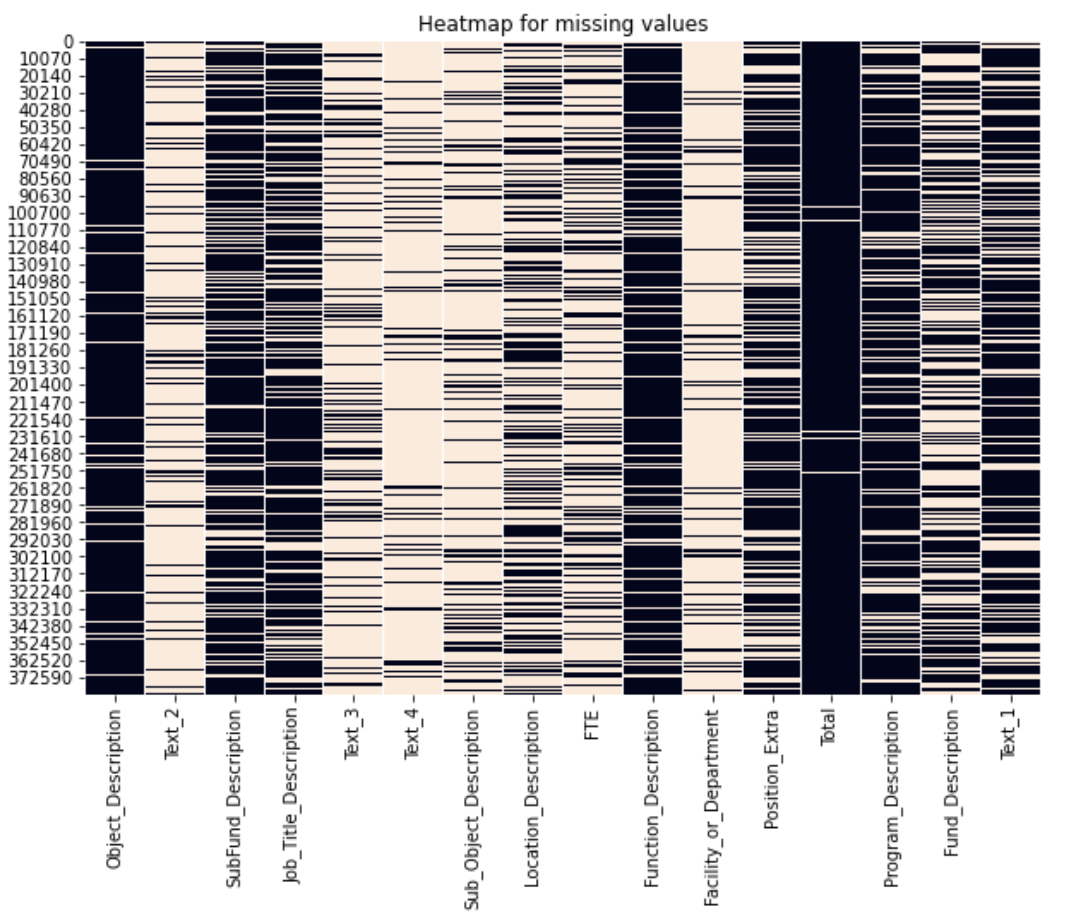 Heatmap for missing values
0
10070
20140
30210
40280
50350
60420
70490
80560
90630
100700
110770
120840
130910
140980
151050
161120
171190
181260
191330
201400
211470
221540
231610
241680
251750
261820
271890
281960
292030
302100
312170
322240
332310
342380
352450
362520
372590
Object_Description
Text_2
SubFund_Description
Job_Title_Description
Text_3
Text_4
Sub_Object_Description
Location_Description
FTE
Function_Description
Facility_or_Department
Position_Extra
Total
Program_Description
Fund_Description
Text_1